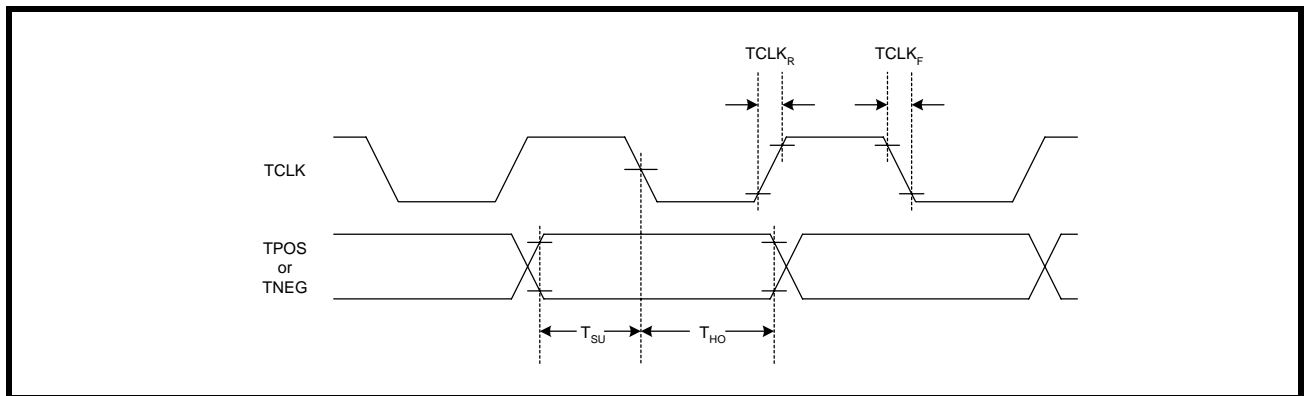 TCLKR TCLKF
TCLK
TPOS
or
TNEG
TSU THO